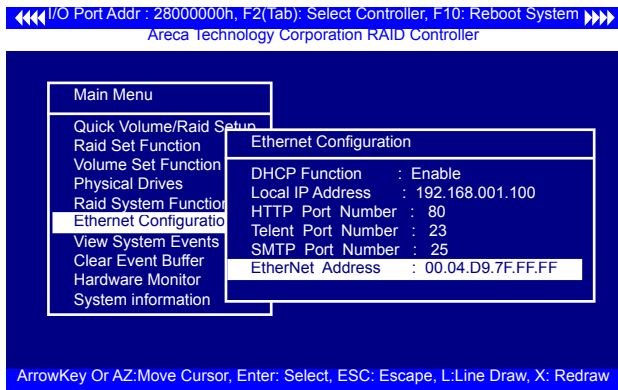 I/O Port Addr : 28000000h, F2(Tab): Select Controller, F10: Reboot System
Areca Technology Corporation RAID Controller
Main Menu
Quick Volume/Raid Setup
Raid Set Function
Volume Set Function
Physical Drives
Raid System Function
Ethernet Configuratio
View System Events
Clear Event Buffer
Hardware Monitor
System information
Ethernet Configuration
DHCP Function : Enable
Local IP Address : 192.168.001.100
HTTP Port Number : 80
Telent Port Number : 23
SMTP Port Number : 25
EtherNet Address : 00.04.D9.7F.FF.FF
ArrowKey Or AZ:Move Cursor, Enter: Select, ESC: Escape, L:Line Draw, X: Redraw